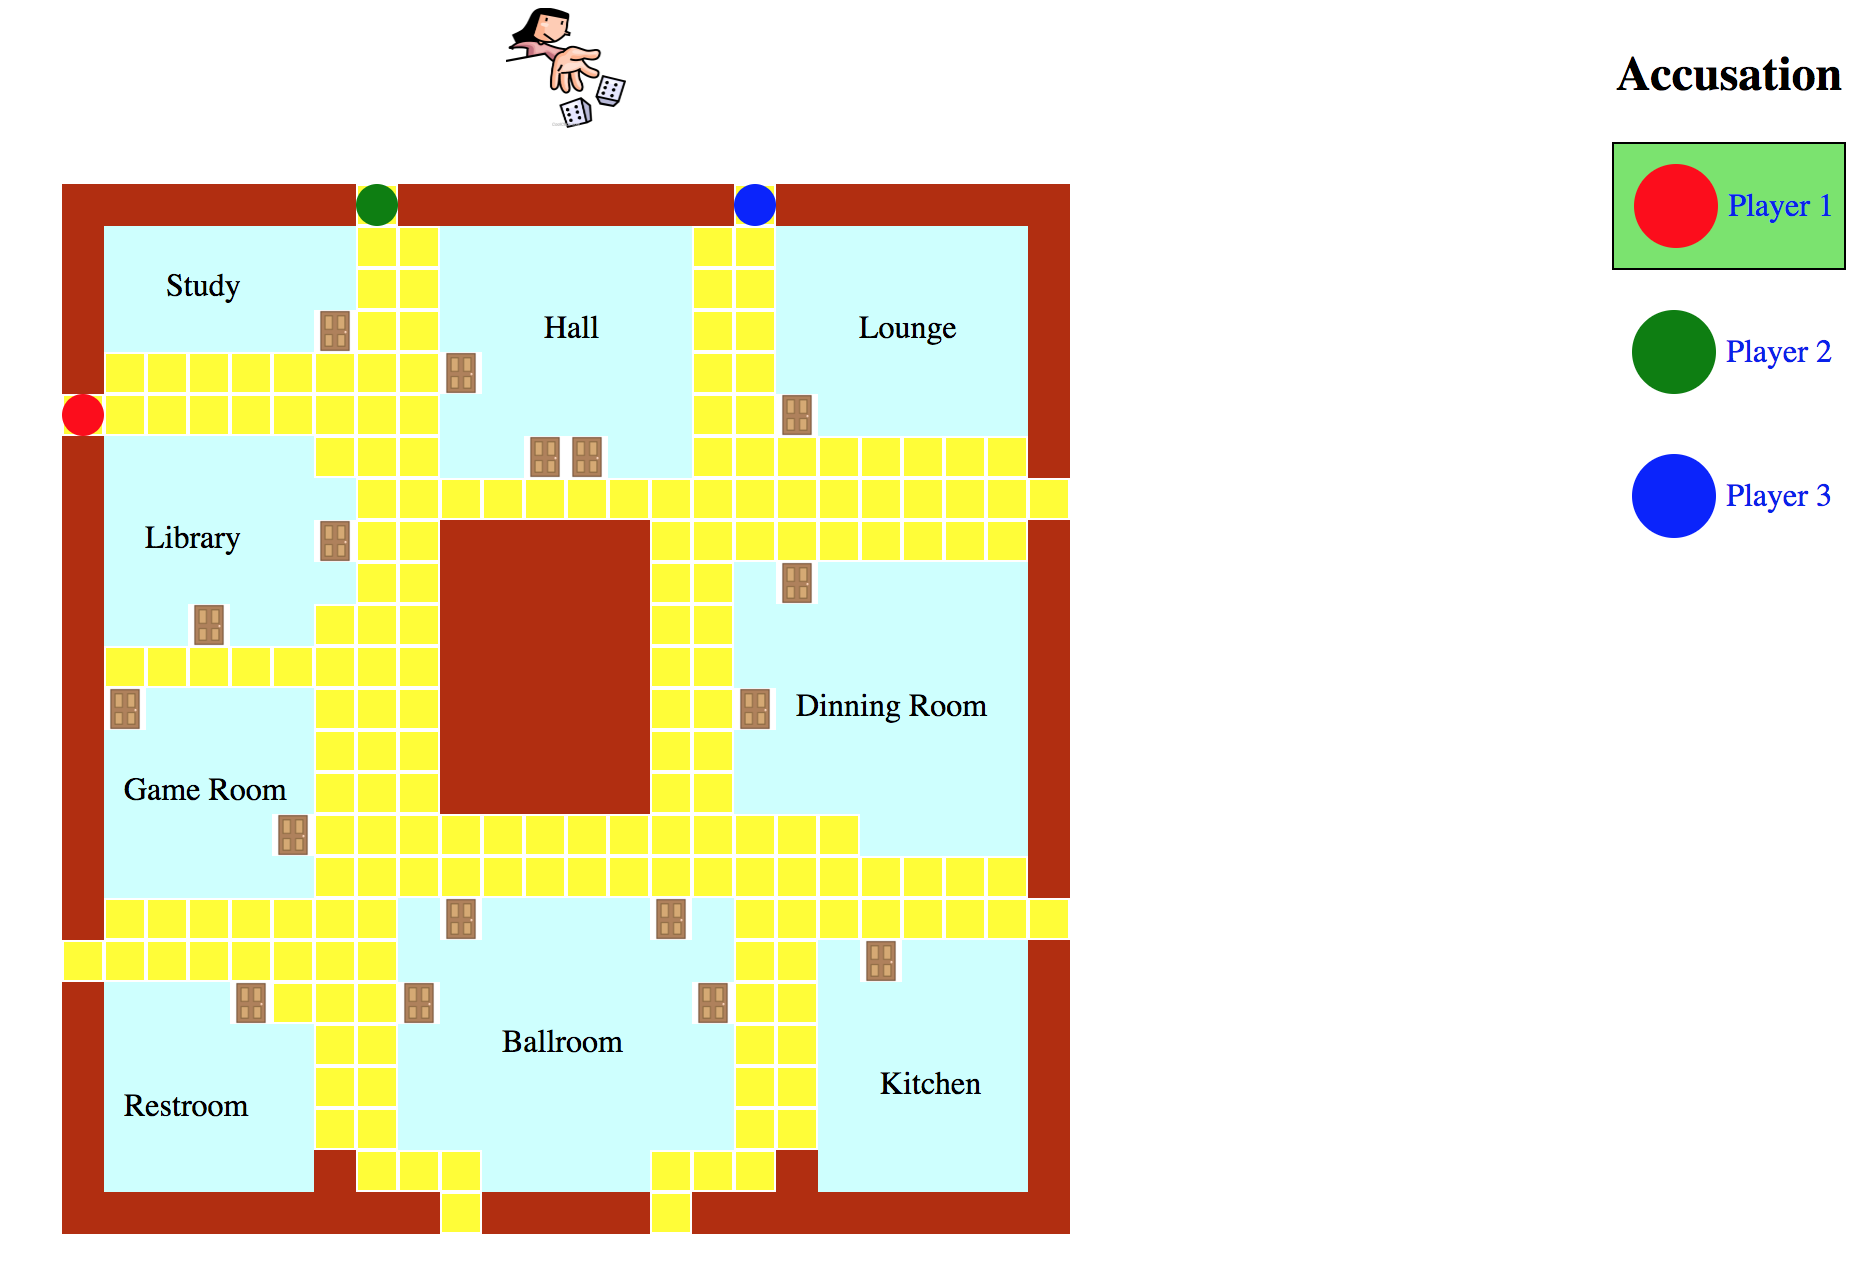 Accusation
Player 1
Player 2
Player 3
Study
Hall
Lounge
Library
Dinning Room
Game Room
Ballroom
Kitchen
Restroom